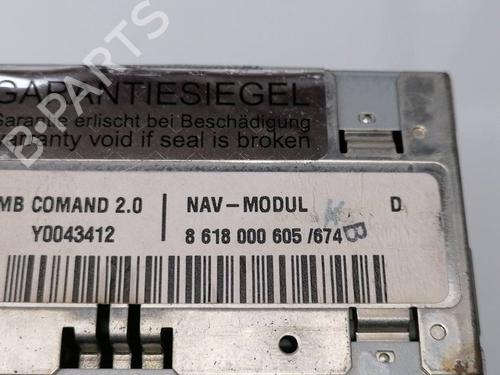 GARANTIESIEGEL
Garantie erlischt bei Beschädigung
warranty void if seal is broken
MB COMAND 2.0 NAV-MODUL D
Y0043412 8 618 000 605 /674
B
B-PARTS